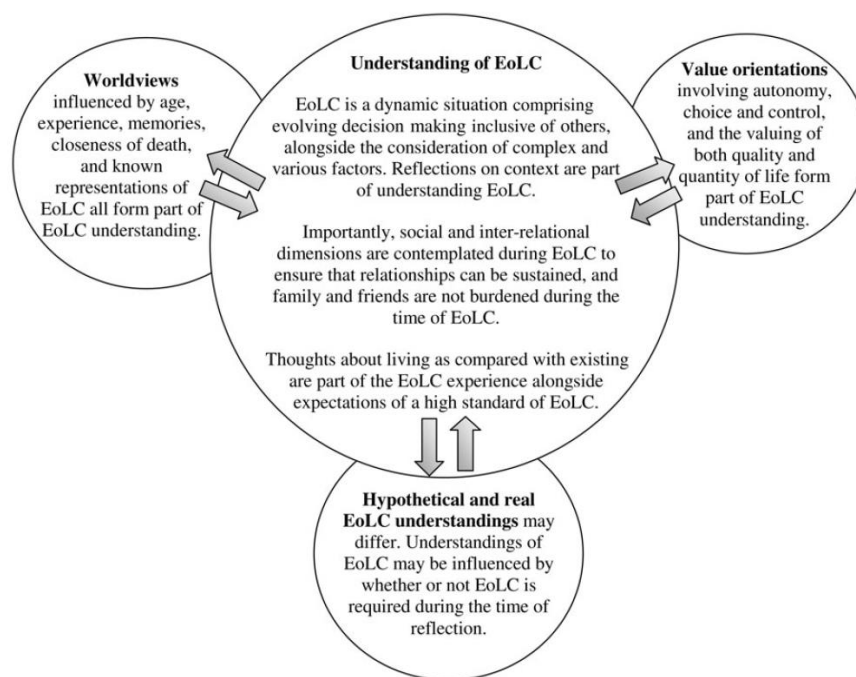 Worldviews
influenced by age,
experience, memories,
closeness of death,
and known
representations of
EoLC all form part of
EoLC understanding.
Understanding of EoLC
EoLC is a dynamic situation comprising
evolving decision making inclusive of others,
alongside the consideration of complex and
various factors. Reflections on context are part
of understanding EoLC.
Importantly, social and inter-relational
dimensions are contemplated during EoLC to
ensure that relationships can be sustained, and
family and friends are not burdened during the
time of EoLC.
Thoughts about living as compared with existing
are part of the EoLC experience alongside
expectations of a high standard of EoLC.
Value orientations
involving autonomy,
choice and control,
and the valuing of
both quality and
quantity of life form
part of EoLC
understanding.
Hypothetical and real
EoLC understandings may
differ. Understandings of
EoLC may be influenced by
whether or not EoLC is
required during the time of
reflection.